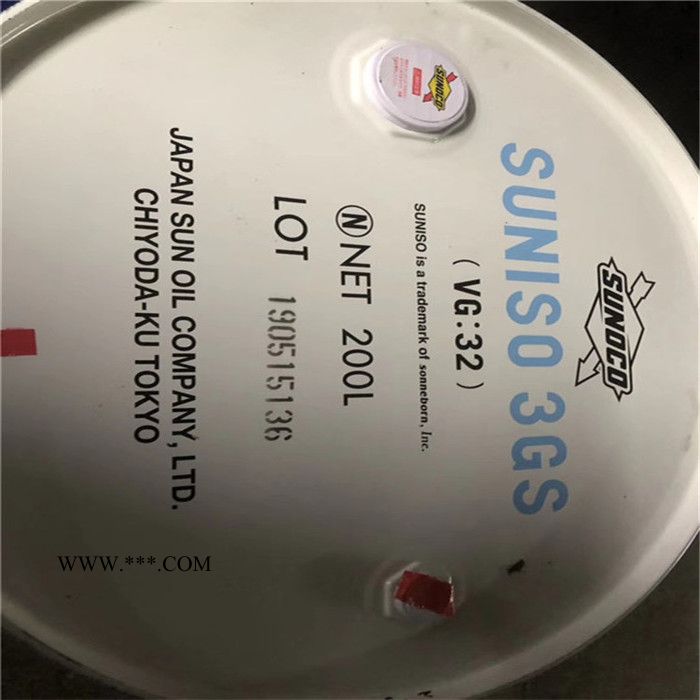 SUNOCO
SUNISO 3GS
( VG:32 )
SUNISO is a trademark of sonneborn, Inc.
N NET 200L
LOT 190515136
JAPAN SUN OIL COMPANY, LTD.
CHIYODA-KU TOKYO
SUNOCO
WWW.***.COM